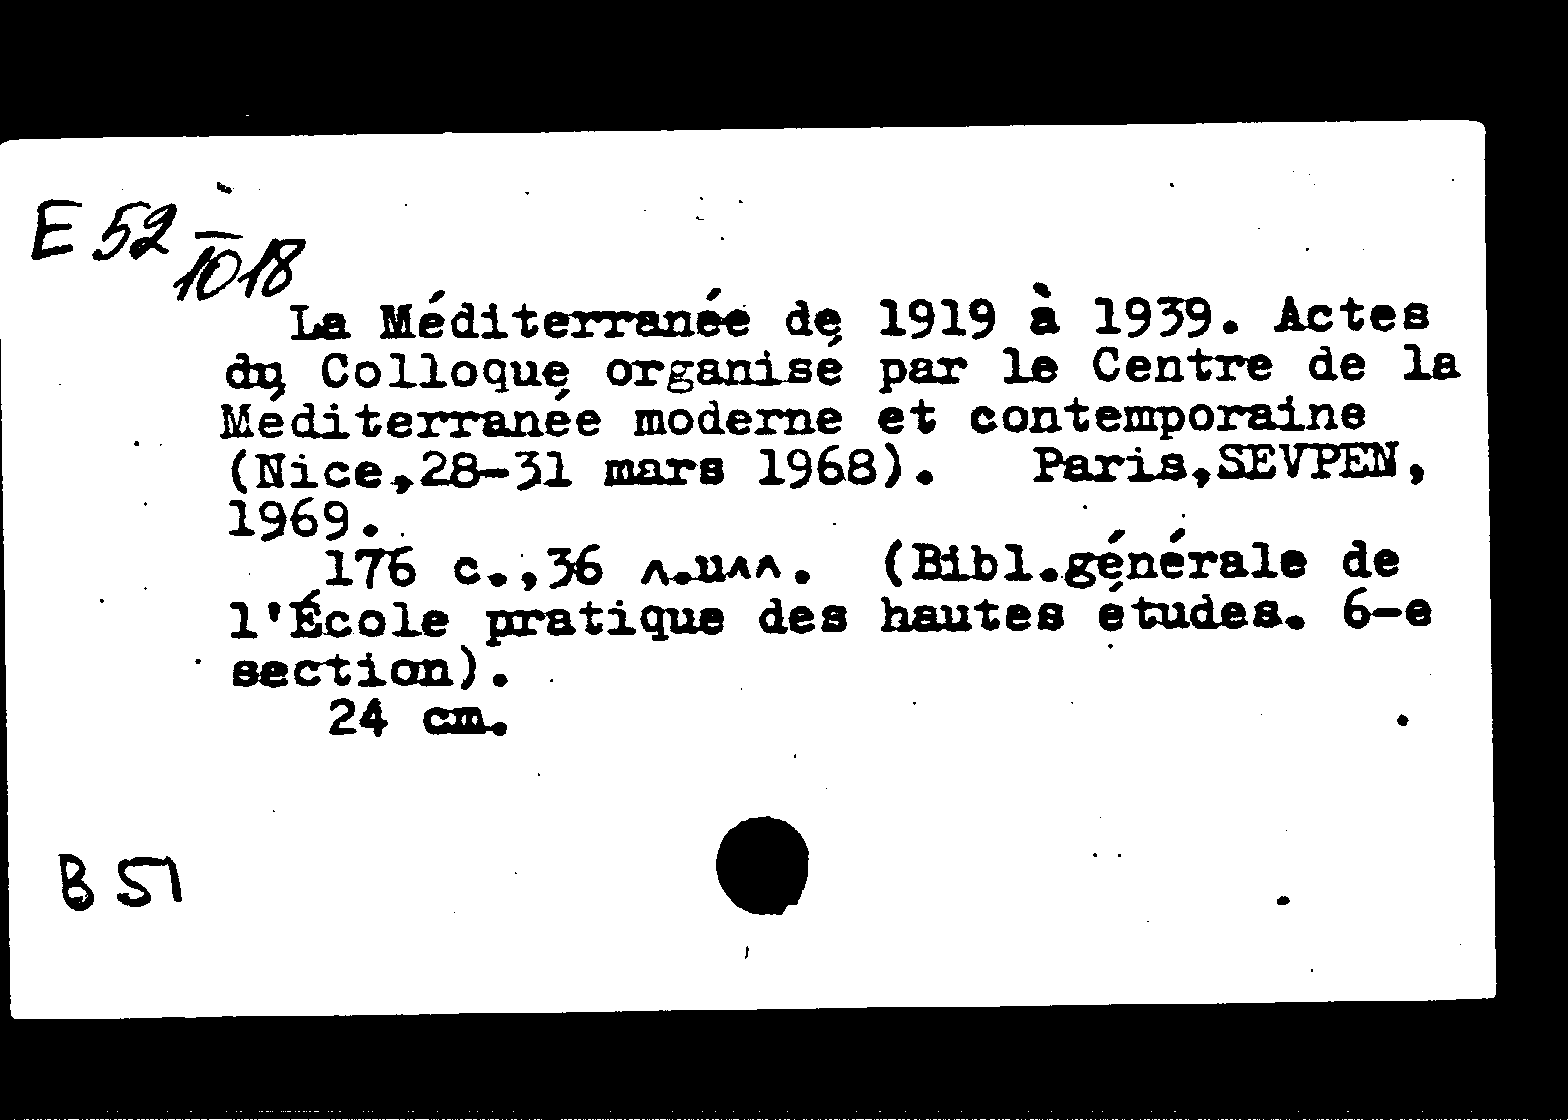 E 52
1018
La Méditerranée de 1919 à 1939. Actes
du Colloque organisé par le Centre de la
Méditerranée moderne et contemporaine
(Nice,28-31 mars 1968). Paris,SEVPEN,
1969.
176 c.,36 л.илл. (Bibl.générale de
l'École pratique des hautes études. 6-e
section).
24 cm.
B 51